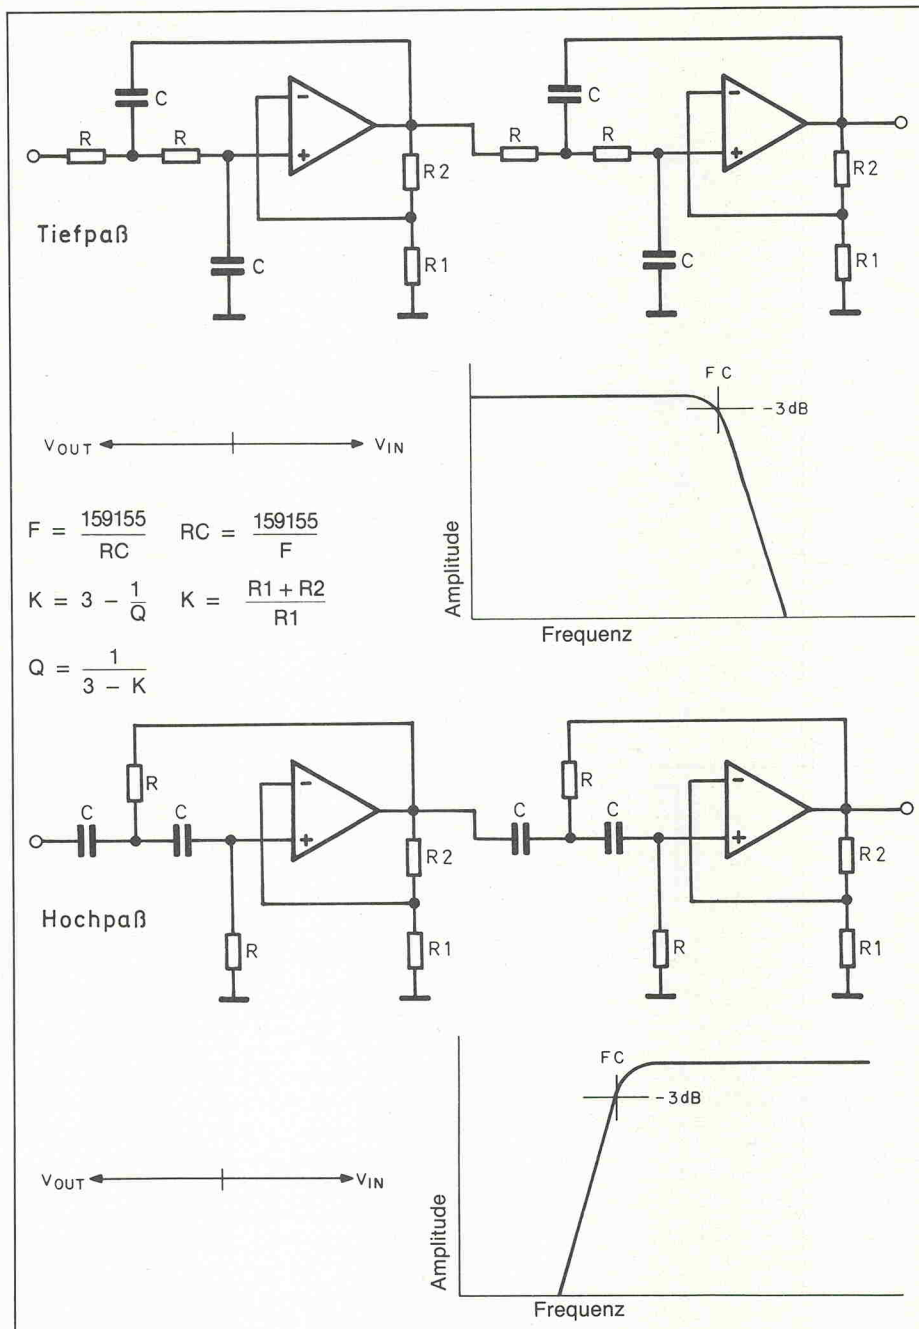 C
C
R
R
−
+
R2
R1
C
R
R
−
+
R2
R1
C
Tiefpaß
FC
−3dB
Amplitude
Frequenz
VOUT
VIN
F = 159155 / RC    RC = 159155 / F
K = 3 − 1 / Q    K = R1 + R2 / R1
Q = 1 / 3 − K
R
C
C
−
+
R2
R1
R
R
C
C
−
+
R2
R1
R
Hochpaß
FC
−3dB
Amplitude
Frequenz
VOUT
VIN